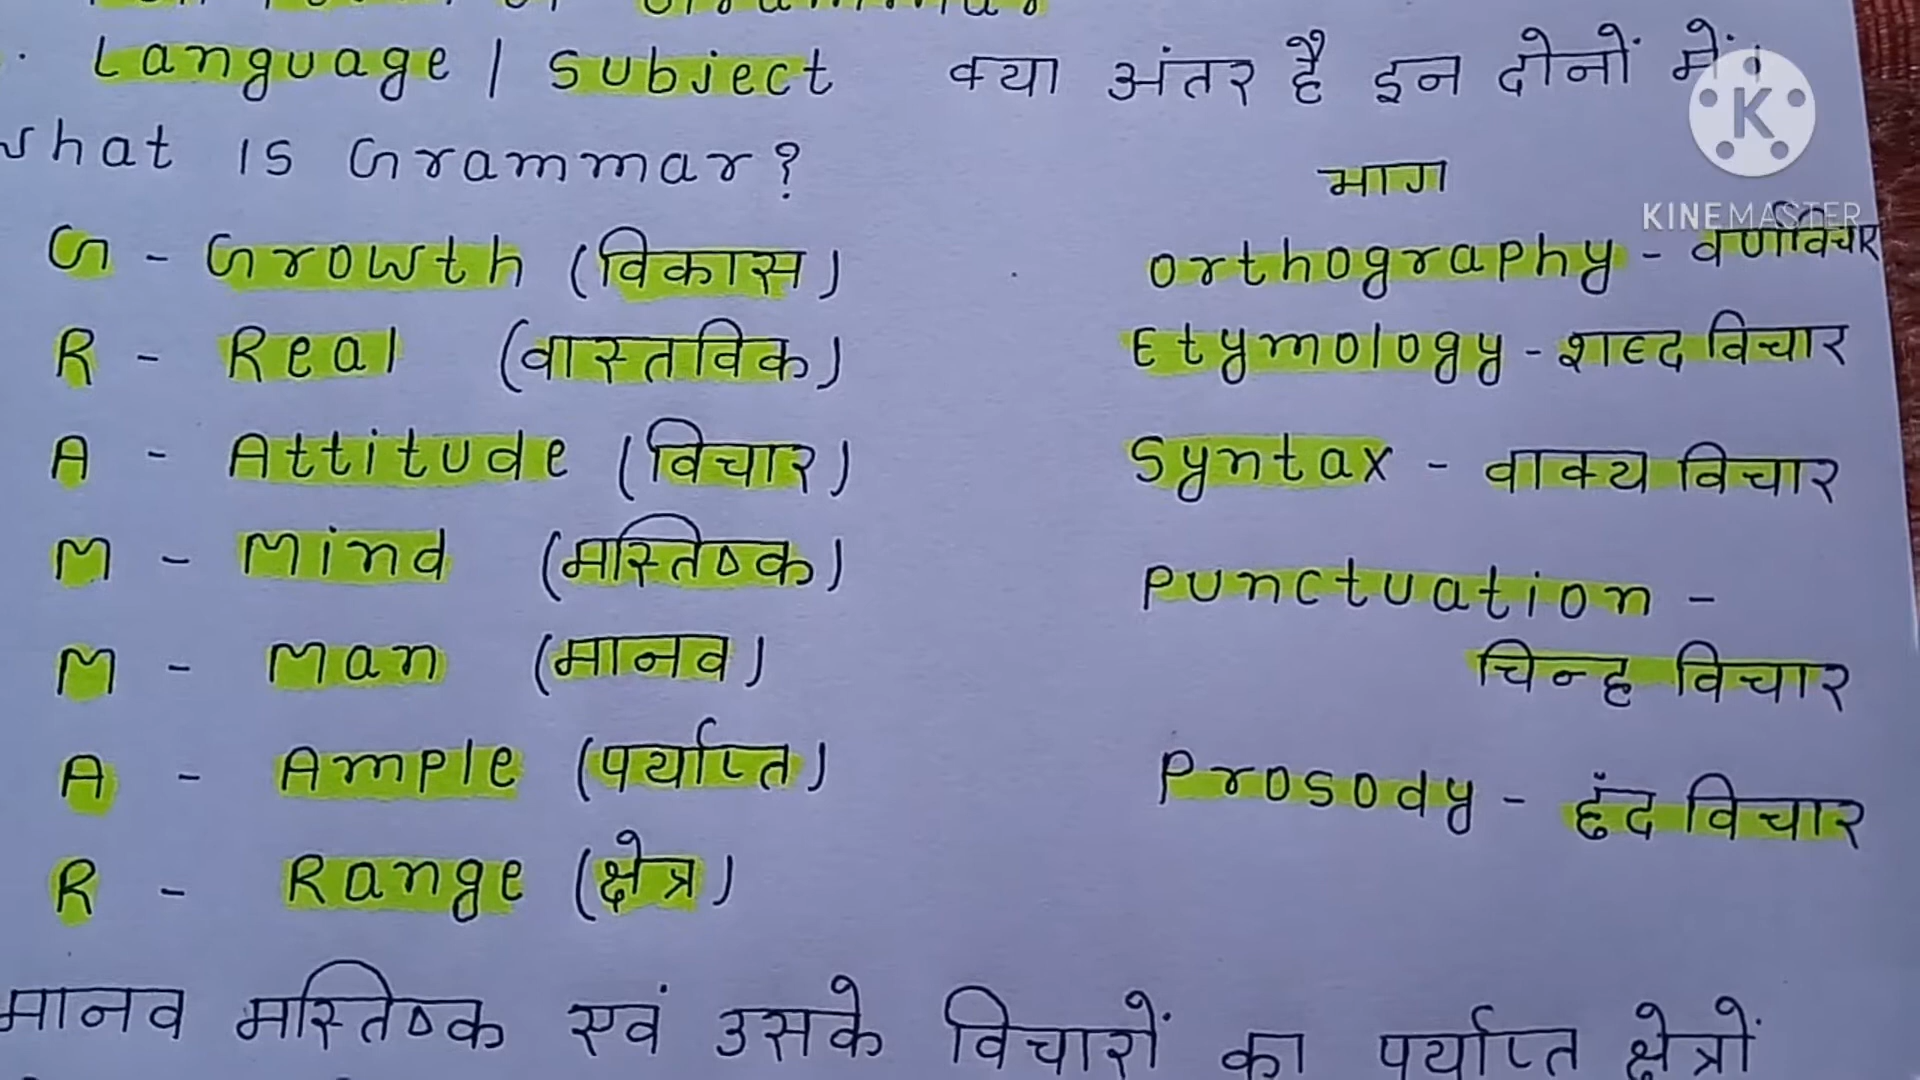 Language / Subject क्या अंतर है इन दोनों में।
What is Grammar?
भाग
G - Growth (विकास)
Orthography - वर्ण विचार
R - Real (वास्तविक)
Etymology - शब्द विचार
A - Attitude (विचार)
Syntax - वाक्य विचार
M - Mind (मस्तिष्क)
Punctuation -
चिन्ह विचार
M - Man (मानव)
A - Ample (पर्याप्त)
Prosody - छंद विचार
R - Range (क्षेत्र)
मानव मस्तिष्क एवं उसके विचारों का पर्याप्त क्षेत्रों
K
KINEMASTER